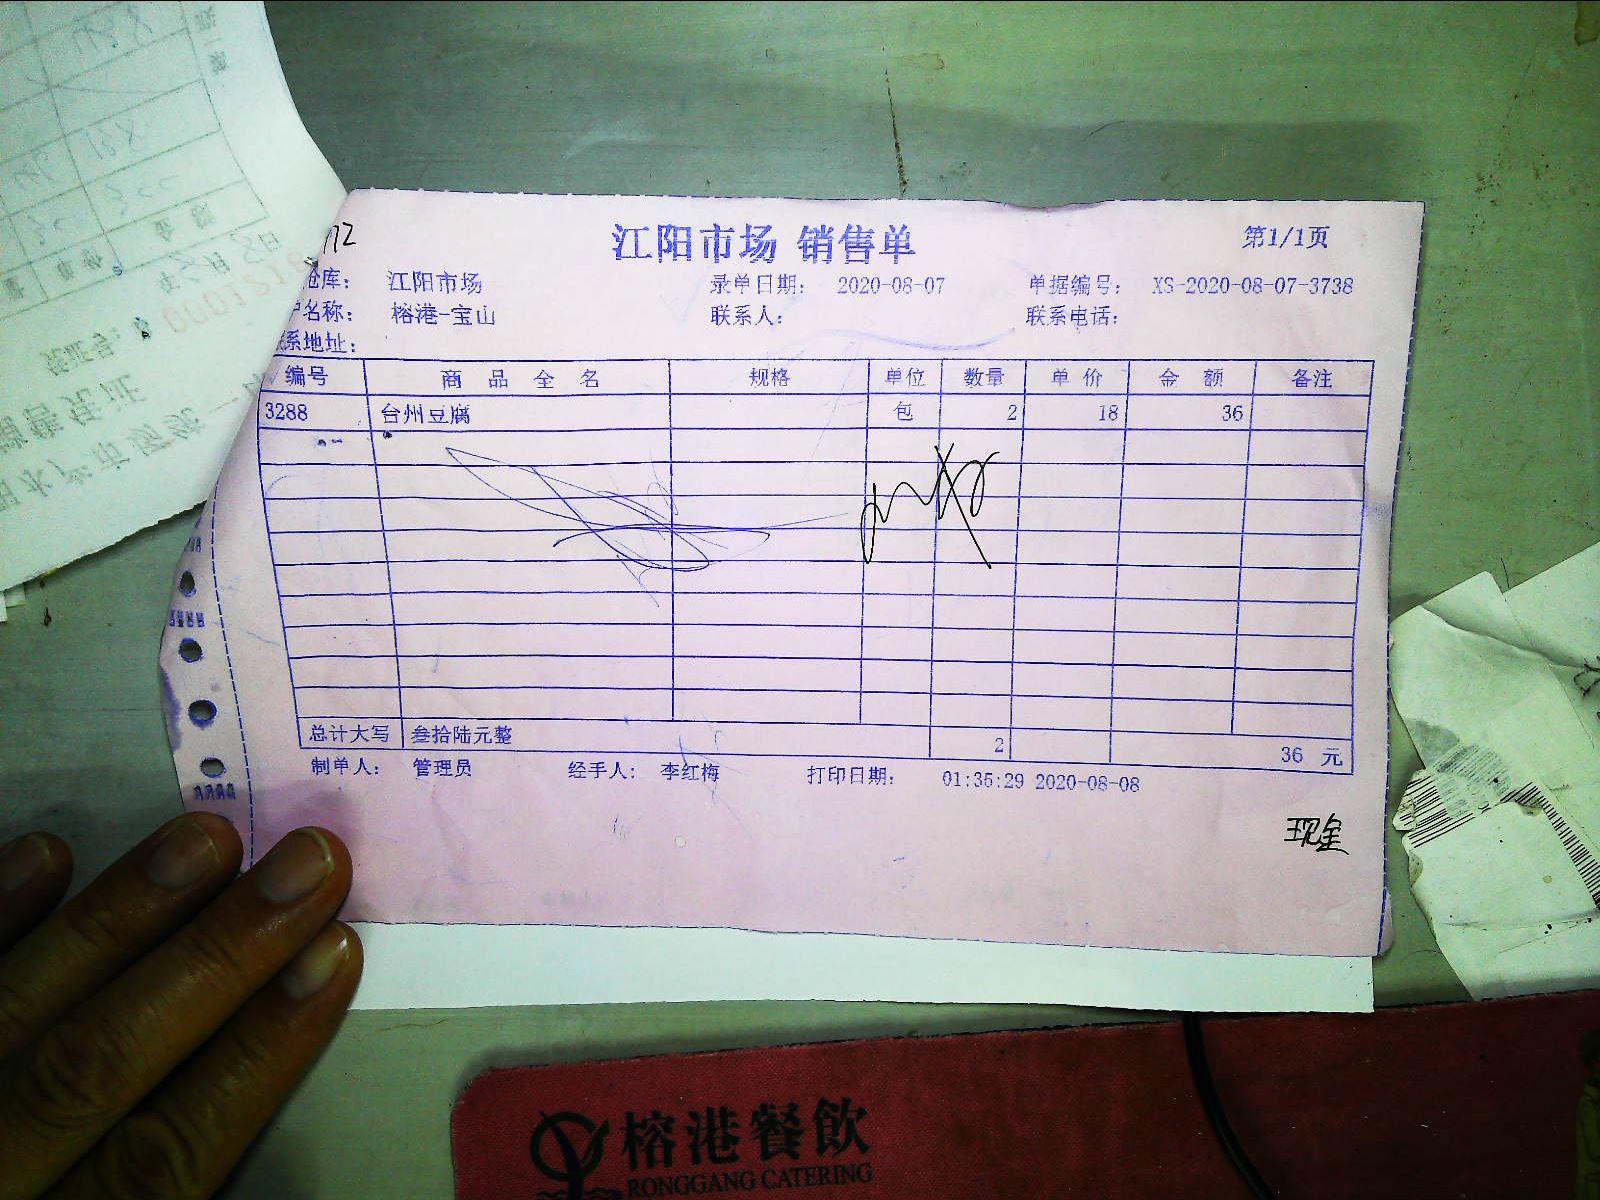 江阳市场 销售单
第1/1页
仓库: 江阳市场 录单日期: 2020-08-07 单据编号: XS-2020-08-07-3738
户名称: 榕港-宝山 联系人: 联系电话:
系地址:
编号 商品全名 规格 单位 数量 单价 金额 备注
3288 台州豆腐 包 2 18 36
总计大写 叁拾陆元整 2 36 元
制单人: 管理员 经手人: 李红梅 打印日期: 01:35:29 2020-08-08
现金
榕港餐飲
RONGGANG CATERING